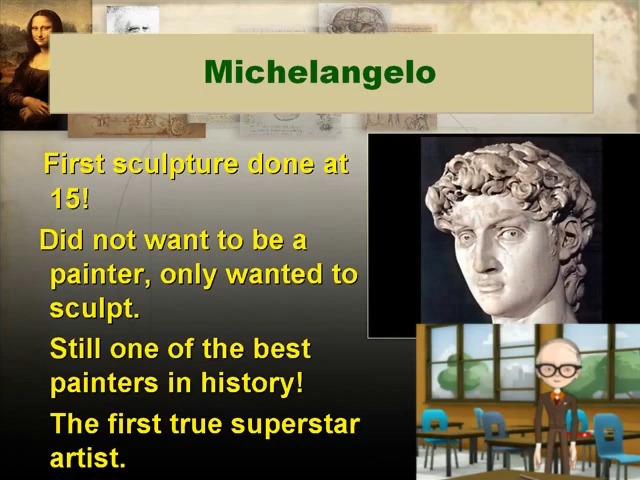 Michelangelo
First sculpture done at
15!
Did not want to be a
painter, only wanted to
sculpt.
Still one of the best
painters in history!
The first true superstar
artist.